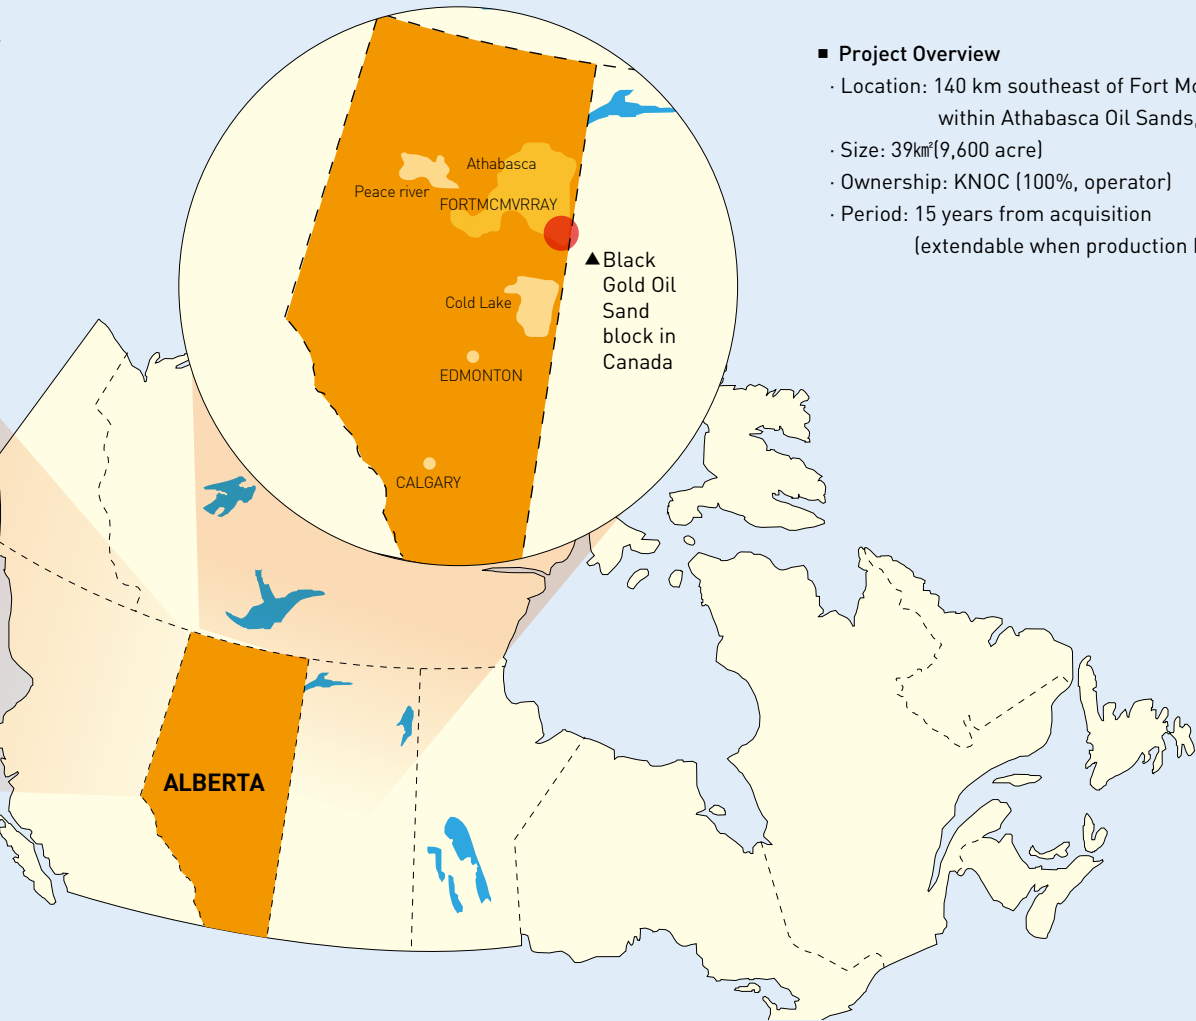 ■ Project Overview
· Location: 140 km southeast of Fort
within Athabasca Oil Sands,
· Size: 39㎢(9,600 acre)
· Ownership: KNOC (100%, operator)
· Period: 15 years from acquisition
(extendable when production
Athabasca
Peace river
FORTMCMVRRAY
▲Black
Gold Oil
Sand
block in
Canada
Cold Lake
EDMONTON
CALGARY
ALBERTA